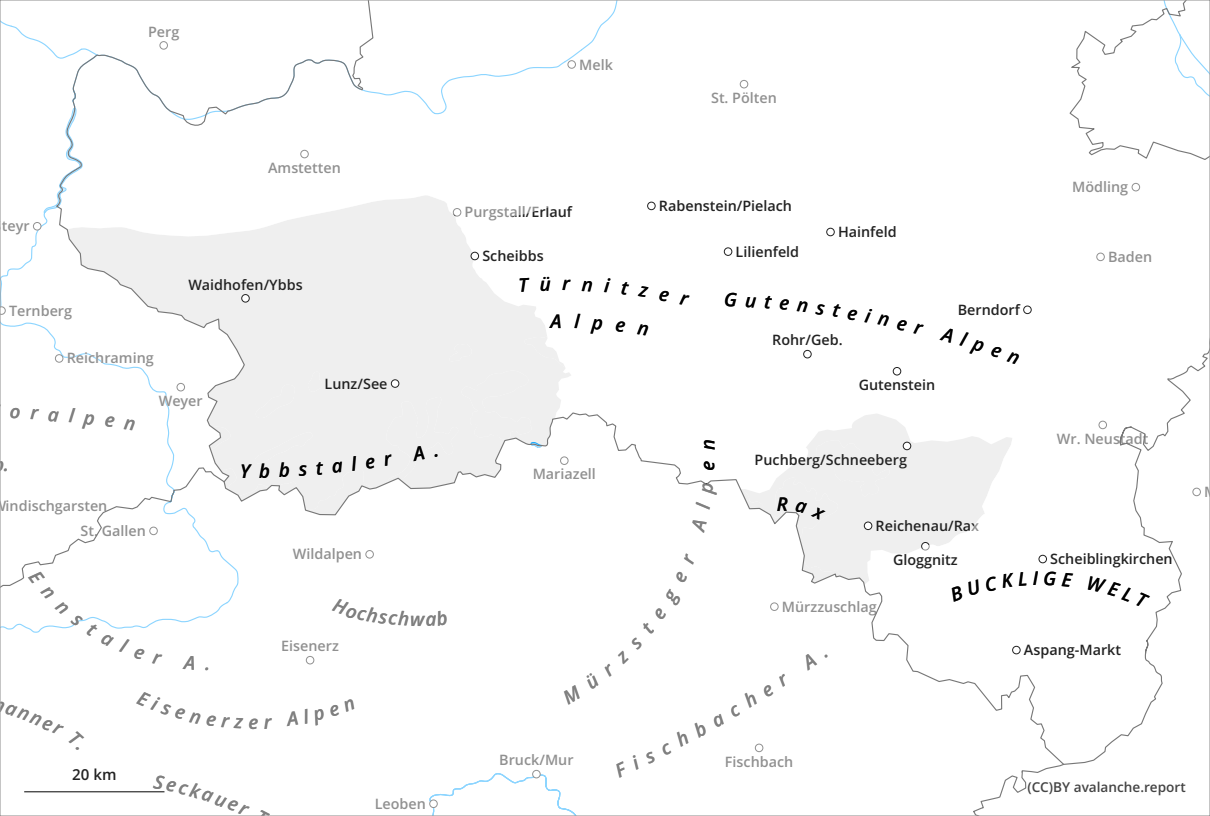 Perg
Melk
St. Pölten
Amstetten
Mödling
Rabenstein/Pielach
Purgstall/Erlauf
teyr
Hainfeld
Lilienfeld
Scheibbs
Baden
Waidhofen/Ybbs
Türnitzer
Alpen
Gutensteiner Alpen
Ternberg
Berndorf
Rohr/Geb.
Reichraming
Gutenstein
Lunz/See
Weyer
oralpen
Wr. Neustadt
Puchberg/Schneeberg
Ybbstaler A.
Mariazell
Rax
Windischgarsten
St. Gallen
Reichenau/Rax
Wildalpen
Gloggnitz
Scheiblingkirchen
BUCKLIGE WELT
Ennstaler A.
Hochschwab
Mürzsteger Alpen
Mürzzuschlag
Eisenerz
Aspang-Markt
Fischbacher A.
Eisenerzer Alpen
anner T.
Fischbach
Bruck/Mur
20 km
Seckauer T
Leoben
(CC)BY avalanche.report